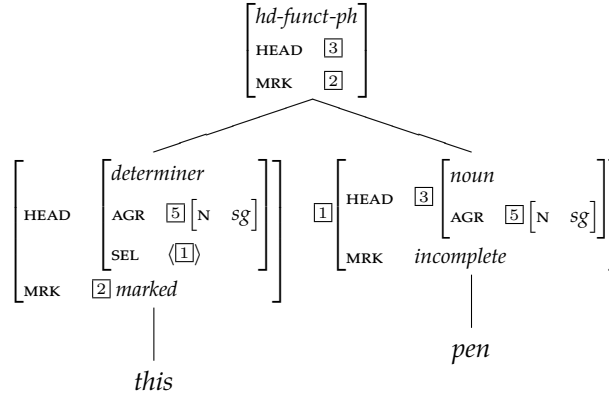 hd-funct-ph
HEAD 3
MRK 2
determiner
HEAD AGR 5 [N sg]
SEL ⟨1⟩
MRK 2 marked
1
noun
HEAD 3 AGR 5 [N sg]
MRK incomplete
this
pen